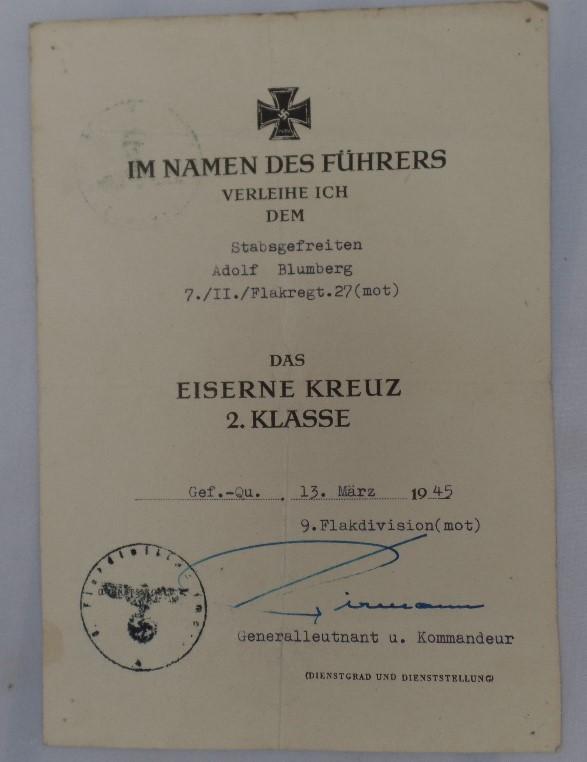 IM NAMEN DES FÜHRERS
VERLEIHE ICH
DEM
Stabsgefreiten
Adolf Blumberg
7./II./Flakregt.27(mot)
DAS
EISERNE KREUZ
2. KLASSE
Gef.-Qu. . 13. März 1945
9.Flakdivision(mot)
Generalleutnant u. Kommandeur
(DIENSTGRAD UND DIENSTSTELLUNG)